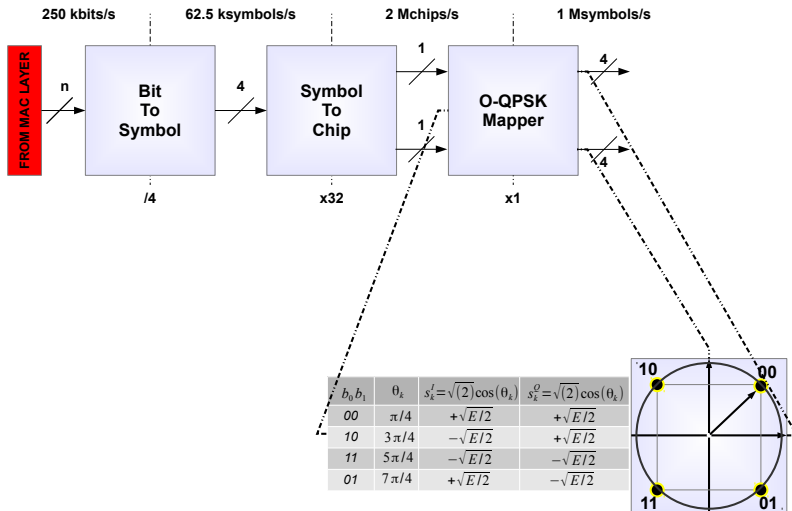 250 kbits/s 62.5 ksymbols/s 2 Mchips/s 1 Msymbols/s
FROM MAC LAYER
n
Bit
To
Symbol
4
Symbol
To
Chip
1
1
O-QPSK
Mapper
4
4
/4 x32 x1
b₀b₁ θₖ sₖᴵ=√(2)cos(θₖ) sₖQ=√(2)cos(θₖ)
00 π/4 +√E/2 +√E/2
10 3π/4 −√E/2 +√E/2
11 5π/4 −√E/2 −√E/2
01 7π/4 +√E/2 −√E/2
10 00
11 01